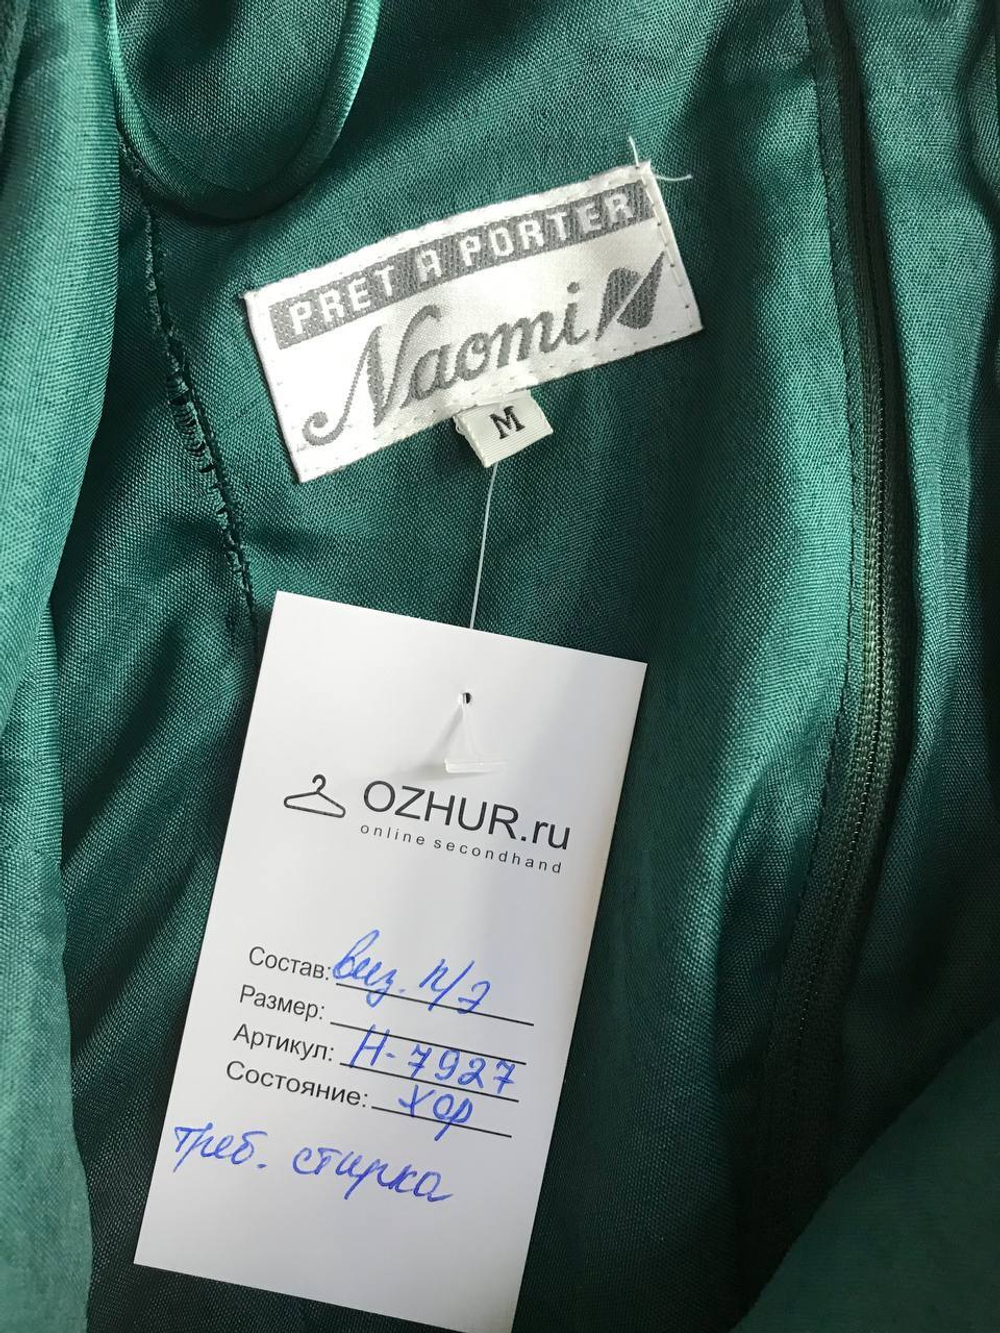 PRET A PORTER
Naomi
M
OZHUR.ru
online secondhand
Состав: виз. п/э
Размер:
Артикул: Н-7927
Состояние: хор
треб. стирка